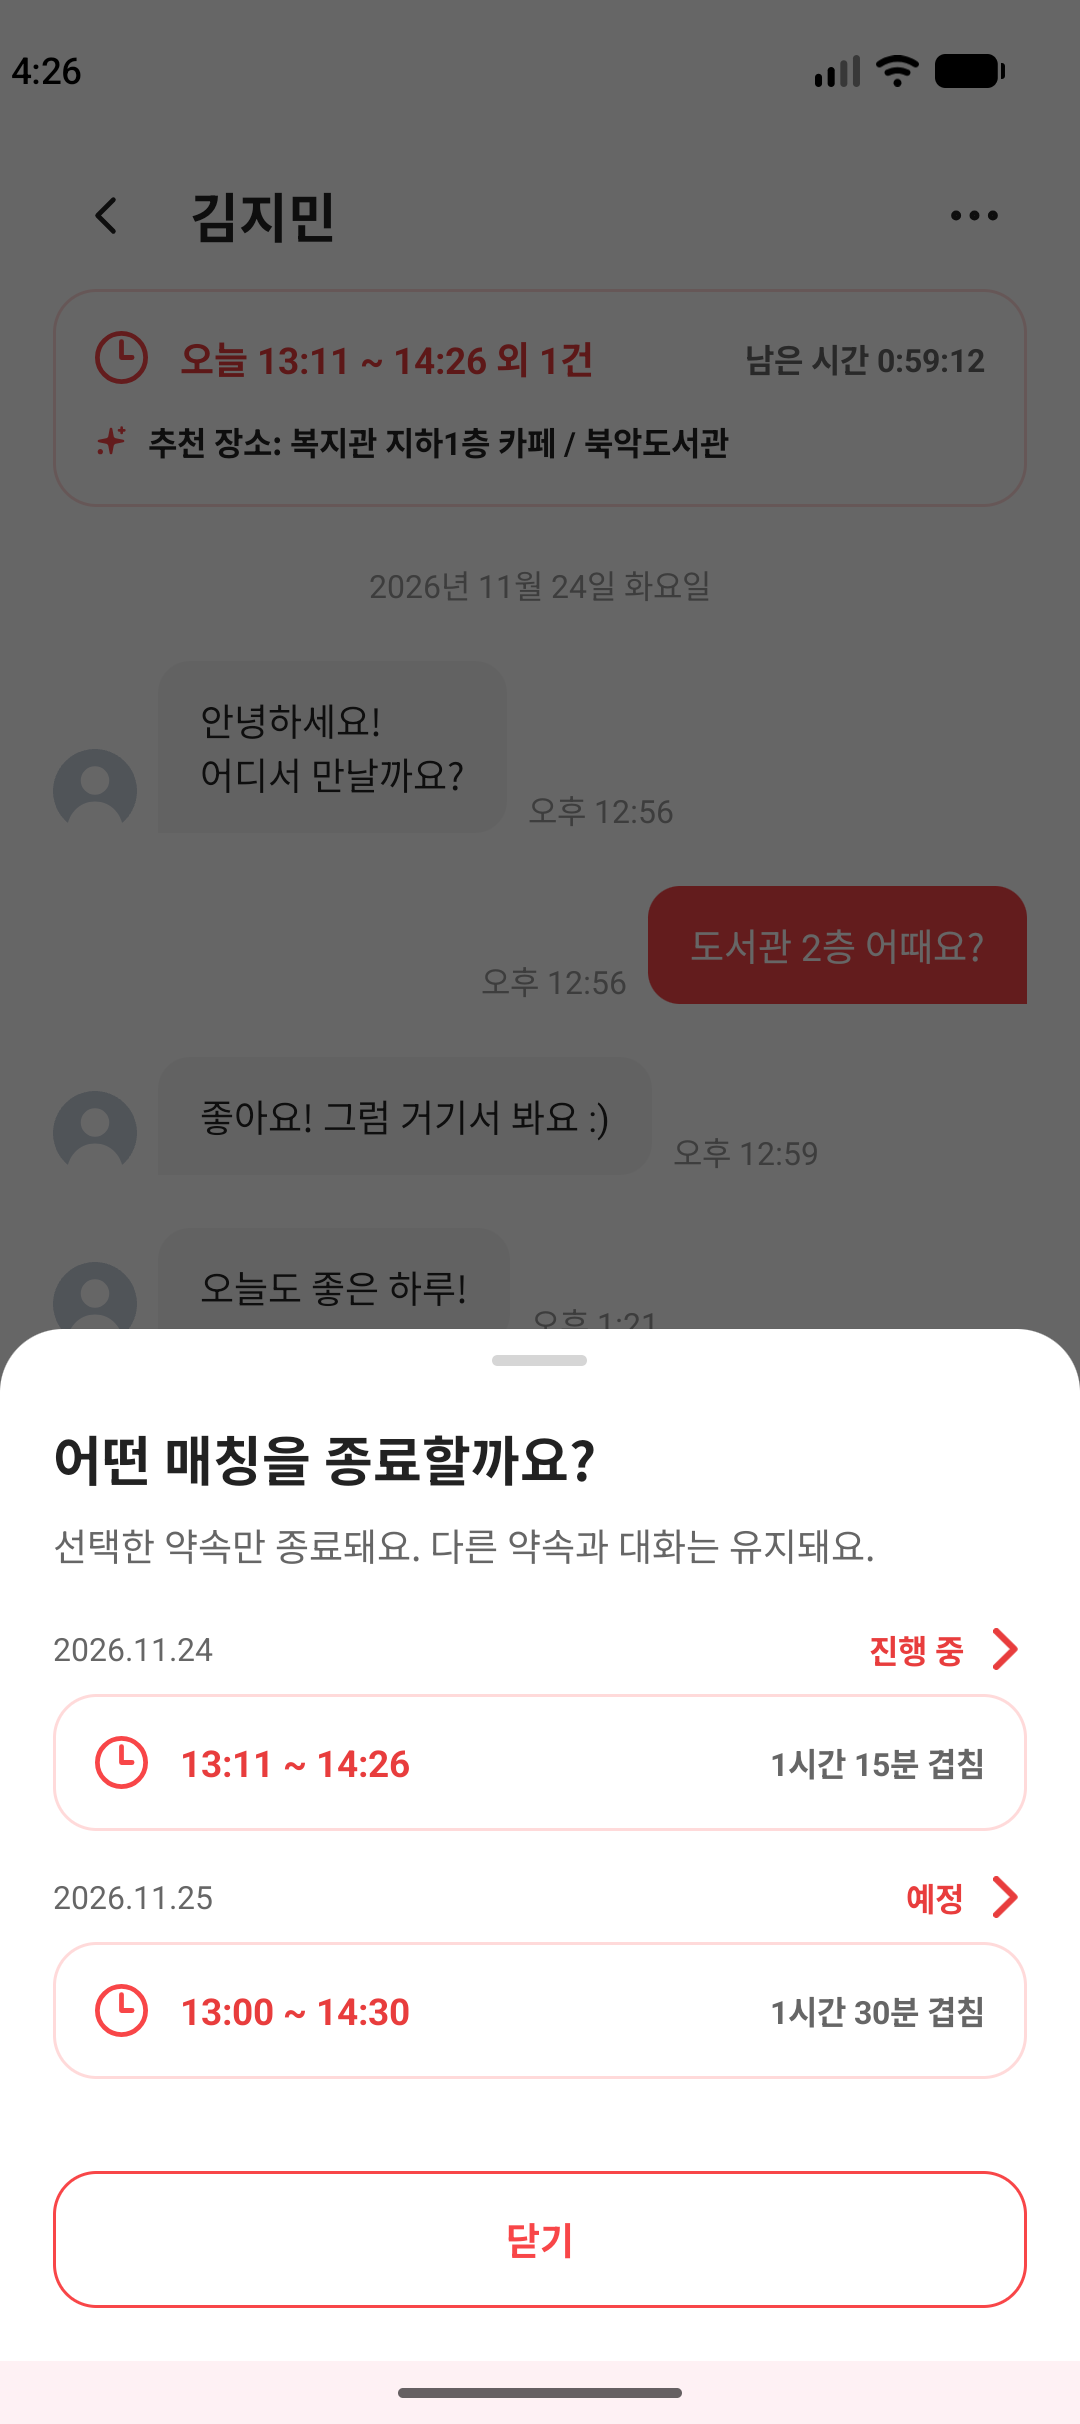 4:26
김지민
오늘 13:11 ~ 14:26 외 1건
남은 시간 0:59:12
추천 장소: 복지관 지하1층 카페 / 북악도서관
2026년 11월 24일 화요일
안녕하세요!
어디서 만날까요?
오후 12:56
도서관 2층 어때요?
오후 12:56
좋아요! 그럼 거기서 봐요 :)
오후 12:59
오늘도 좋은 하루!
오후 1:21
어떤 매칭을 종료할까요?
선택한 약속만 종료돼요. 다른 약속과 대화는 유지돼요.
2026.11.24
진행 중
13:11 ~ 14:26
1시간 15분 겹침
2026.11.25
예정
13:00 ~ 14:30
1시간 30분 겹침
닫기